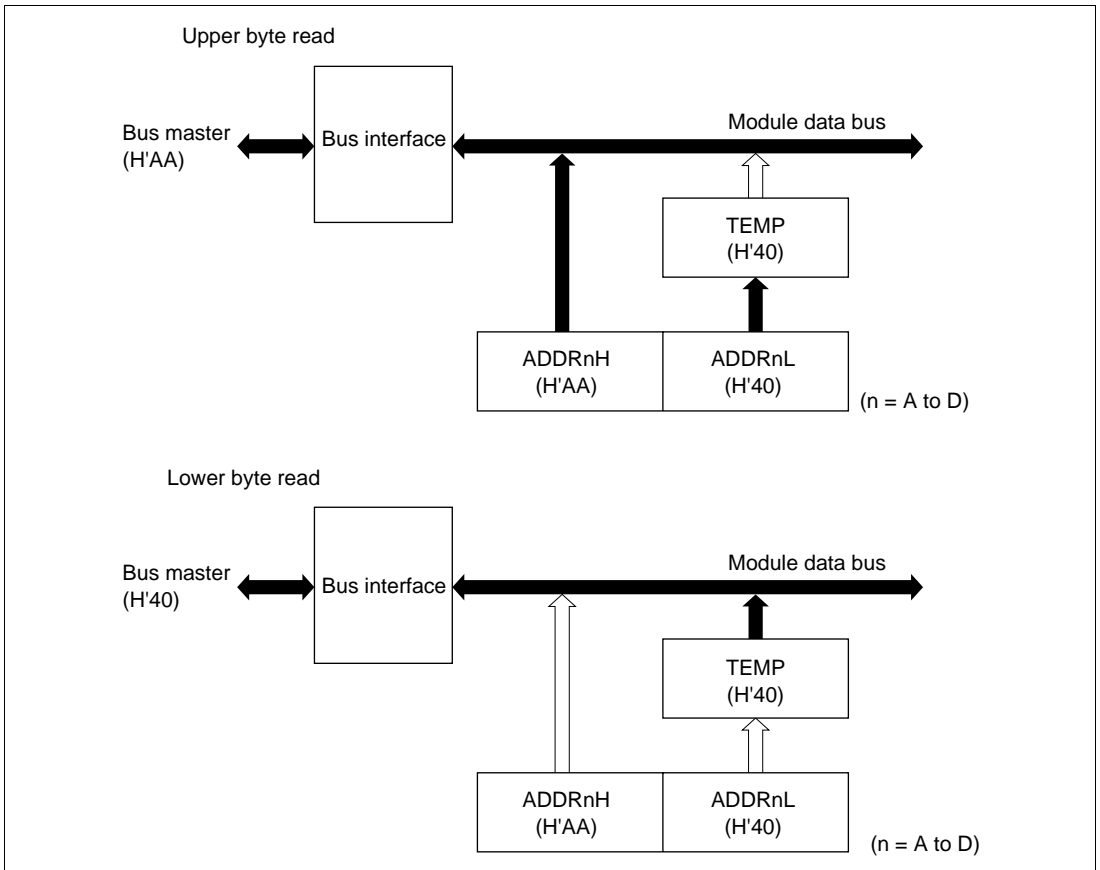 Upper byte read
Bus master
(H'AA)
Bus interface
Module data bus
TEMP
(H'40)
ADDRnH
(H'AA)
ADDRnL
(H'40)
(n = A to D)
Lower byte read
Bus master
(H'40)
Bus interface
Module data bus
TEMP
(H'40)
ADDRnH
(H'AA)
ADDRnL
(H'40)
(n = A to D)